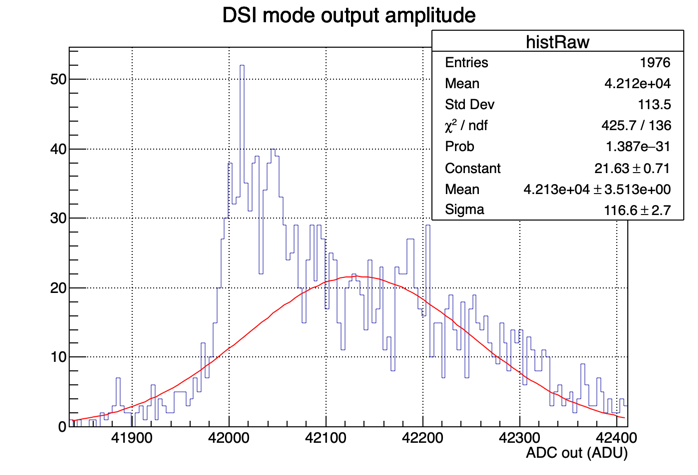 DSI mode output amplitude
histRaw
Entries 1976
Mean 4.212e+04
Std Dev 113.5
χ² / ndf 425.7 / 136
Prob 1.387e−31
Constant 21.63 ± 0.71
Mean 4.213e+04 ± 3.513e+00
Sigma 116.6 ± 2.7
50
40
30
20
10
0
41900 42000 42100 42200 42300 42400
ADC out (ADU)